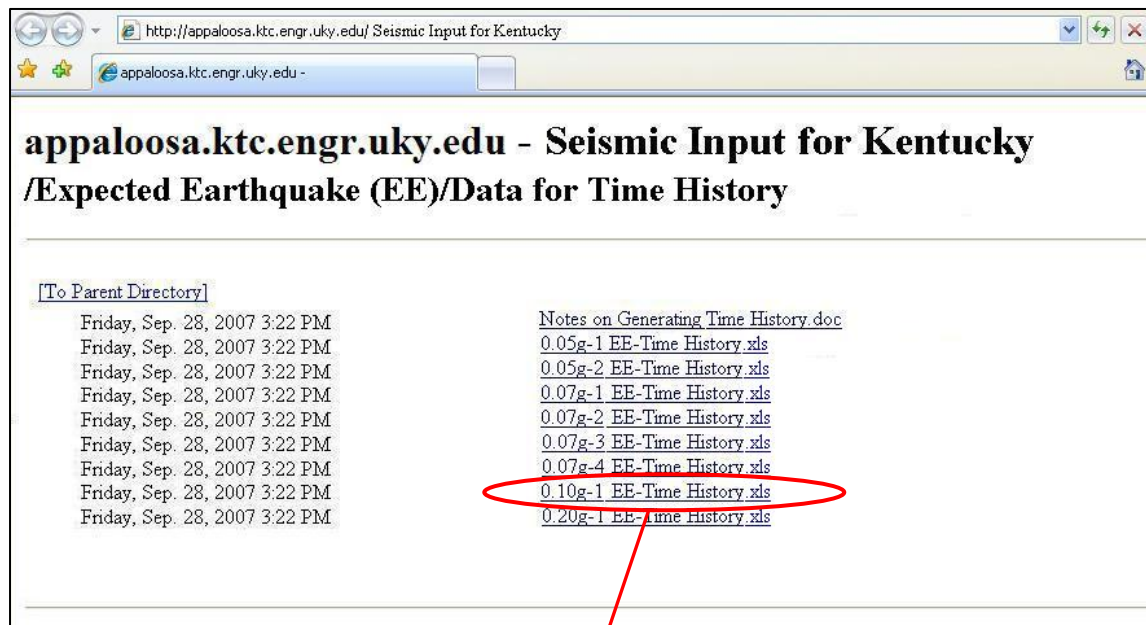 http://appaloosa.ktc.engr.uky.edu/ Seismic Input for Kentucky
appaloosa.ktc.engr.uky.edu -
appaloosa.ktc.engr.uky.edu - Seismic Input for Kentucky
/Expected Earthquake (EE)/Data for Time History
[To Parent Directory]
Friday, Sep. 28, 2007 3:22 PM Notes on Generating Time History.doc
Friday, Sep. 28, 2007 3:22 PM 0.05g-1 EE-Time History.xls
Friday, Sep. 28, 2007 3:22 PM 0.05g-2 EE-Time History.xls
Friday, Sep. 28, 2007 3:22 PM 0.07g-1 EE-Time History.xls
Friday, Sep. 28, 2007 3:22 PM 0.07g-2 EE-Time History.xls
Friday, Sep. 28, 2007 3:22 PM 0.07g-3 EE-Time History.xls
Friday, Sep. 28, 2007 3:22 PM 0.07g-4 EE-Time History.xls
Friday, Sep. 28, 2007 3:22 PM 0.10g-1 EE-Time History.xls
Friday, Sep. 28, 2007 3:22 PM 0.20g-1 EE-Time History.xls